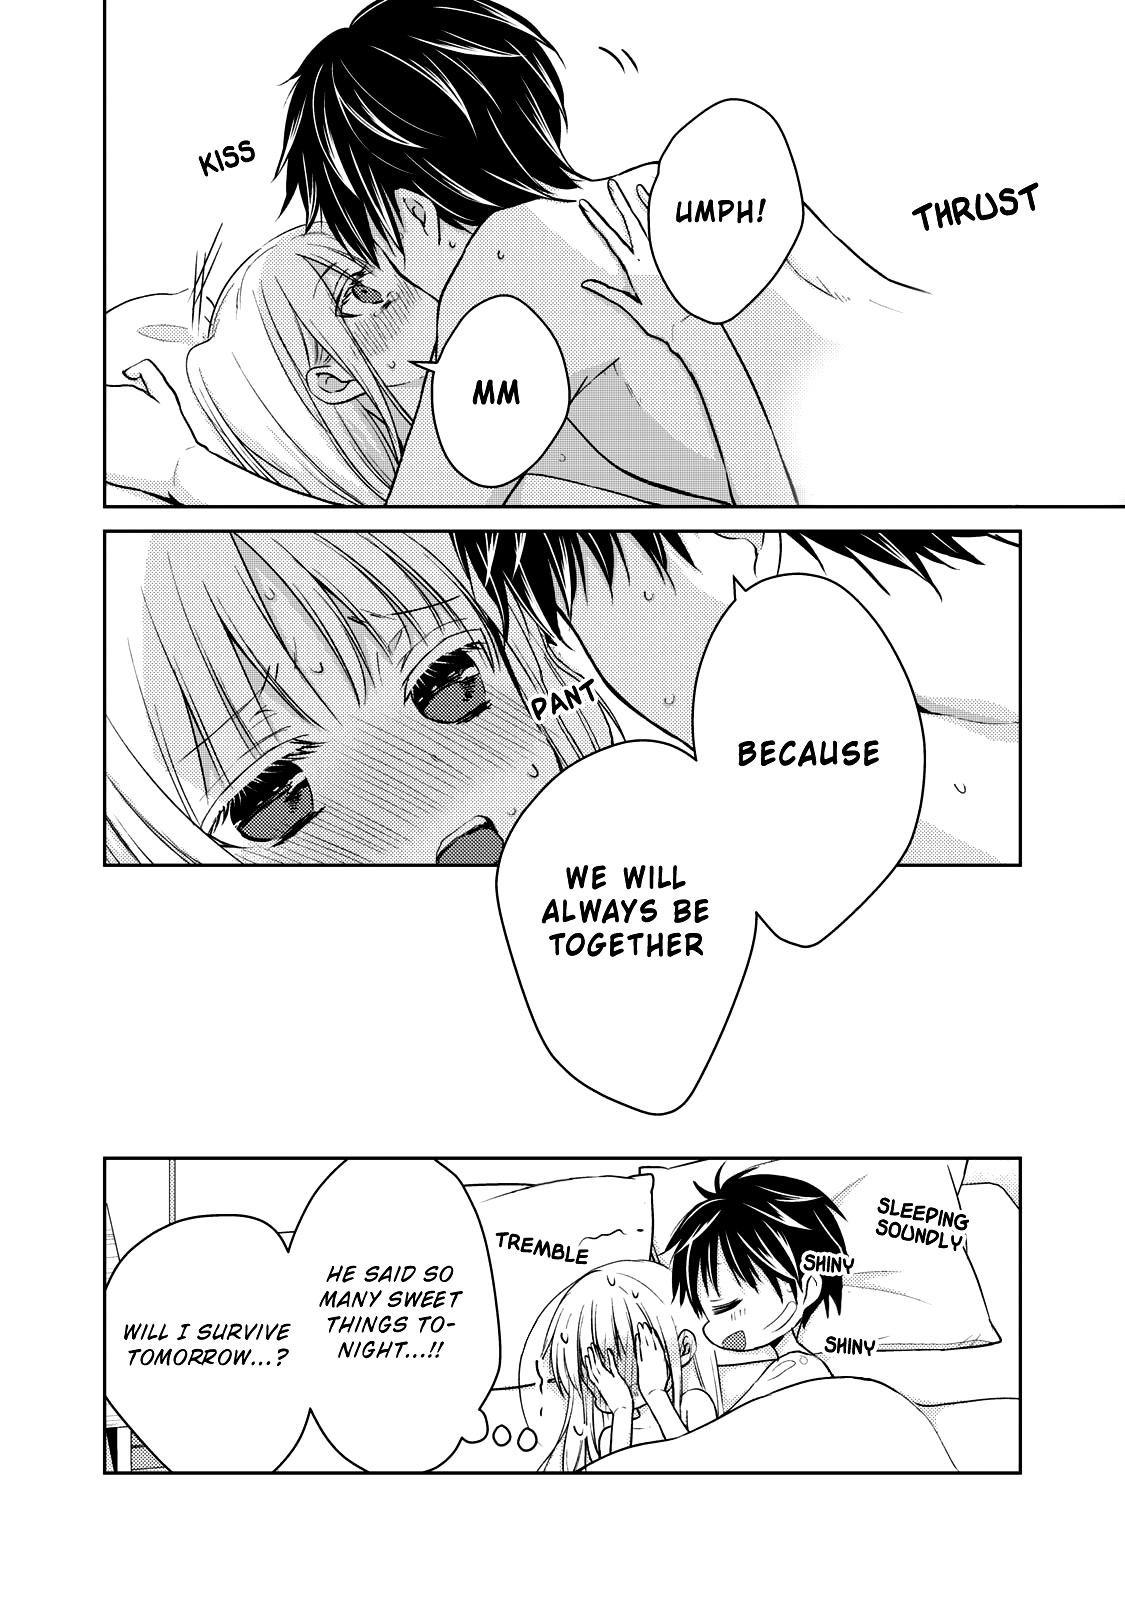 KISS
UMPH!
THRUST
MM
PANT
BECAUSE
WE WILL
ALWAYS BE
TOGETHER
SLEEPING
SOUNDLY
SHINY
SHINY
TREMBLE
HE SAID SO
MANY SWEET
THINGS TO-
NIGHT...!!
WILL I SURVIVE
TOMORROW...?